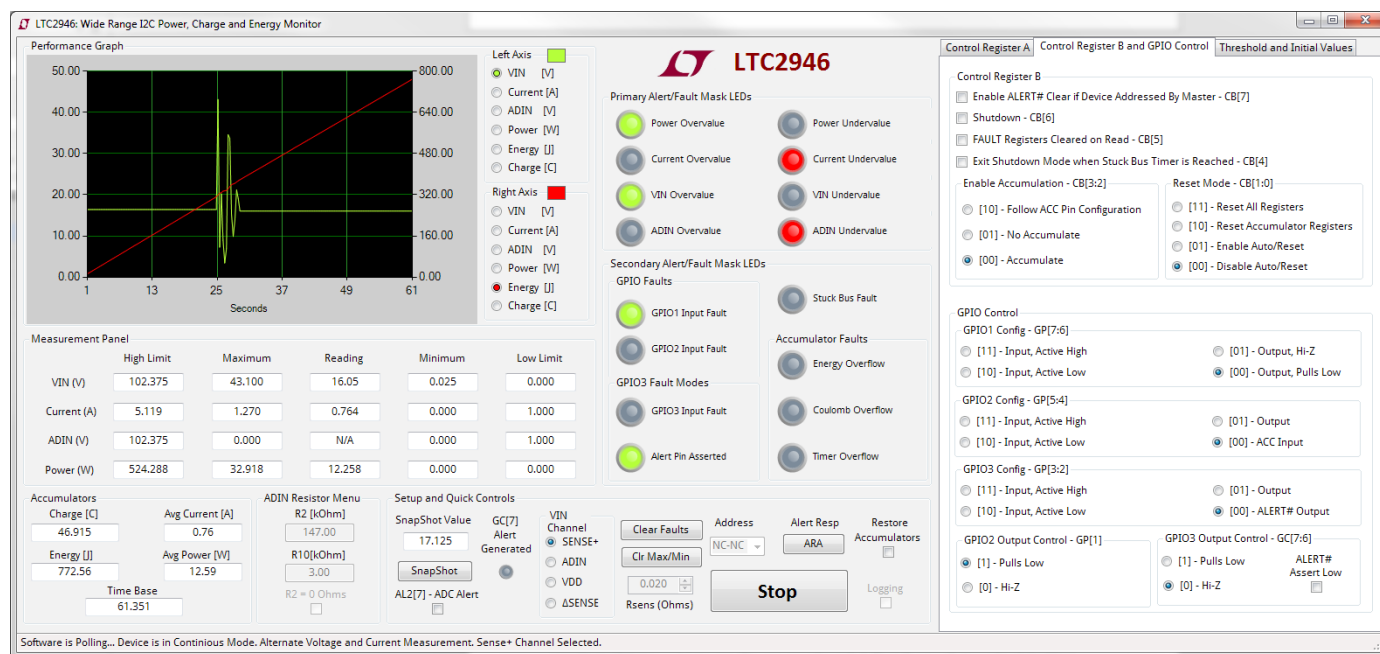 LTC2946: Wide Range I2C Power, Charge and Energy Monitor
Performance Graph
50.00
40.00
30.00
20.00
10.00
0.00
800.00
640.00
480.00
320.00
160.00
0.00
1 13 25 37 49 61
Seconds
Left Axis
VIN [V]
Current [A]
ADIN [V]
Power [W]
Energy [J]
Charge [C]
Right Axis
VIN [V]
Current [A]
ADIN [V]
Power [W]
Energy [J]
Charge [C]
Measurement Panel
High Limit Maximum Reading Minimum Low Limit
VIN (V) 102.375 43.100 16.05 0.025 0.000
Current (A) 5.119 1.270 0.764 0.000 1.000
ADIN (V) 102.375 0.000 N/A 0.000 1.000
Power (W) 524.288 32.918 12.258 0.000 0.000
LTC2946
Primary Alert/Fault Mask LEDs
Power Overvalue Power Undervalue
Current Overvalue Current Undervalue
VIN Overvalue VIN Undervalue
ADIN Overvalue ADIN Undervalue
Secondary Alert/Fault Mask LEDs
GPIO Faults
GPIO1 Input Fault
GPIO2 Input Fault
GPIO3 Fault Modes
GPIO3 Input Fault
Alert Pin Asserted
Stuck Bus Fault
Accumulator Faults
Energy Overflow
Coulomb Overflow
Timer Overflow
Accumulators
Charge [C] Avg Current [A]
46.915 0.76
Energy [J] Avg Power [W]
772.56 12.59
Time Base
61.351
ADIN Resistor Menu
R2 [kOhm]
147.00
R10[kOhm]
3.00
R2 = 0 Ohms
Setup and Quick Controls
SnapShot Value
17.125
SnapShot
AL2[7] - ADC Alert
GC[7]
Alert
Generated
VIN
Channel
SENSE+
ADIN
VDD
ΔSENSE
Clear Faults
Clr Max/Min
0.020
Rsens (Ohms)
Address
NC-NC
Alert Resp
ARA
Restore
Accumulators
Stop
Logging
Control Register A Control Register B and GPIO Control Threshold and Initial Values
Control Register B
Enable ALERT# Clear if Device Addressed By Master - CB[7]
Shutdown - CB[6]
FAULT Registers Cleared on Read - CB[5]
Exit Shutdown Mode when Stuck Bus Timer is Reached - CB[4]
Enable Accumulation - CB[3:2]
[10] - Follow ACC Pin Configuration
[01] - No Accumulate
[00] - Accumulate
Reset Mode - CB[1:0]
[11] - Reset All Registers
[10] - Reset Accumulator Registers
[01] - Enable Auto/Reset
[00] - Disable Auto/Reset
GPIO Control
GPIO1 Config - GP[7:6]
[11] - Input, Active High [01] - Output, Hi-Z
[10] - Input, Active Low [00] - Output, Pulls Low
GPIO2 Config - GP[5:4]
[11] - Input, Active High [01] - Output
[10] - Input, Active Low [00] - ACC Input
GPIO3 Config - GP[3:2]
[11] - Input, Active High [01] - Output
[10] - Input, Active Low [00] - ALERT# Output
GPIO2 Output Control - GP[1]
[1] - Pulls Low
[0] - Hi-Z
GPIO3 Output Control - GC[7:6]
[1] - Pulls Low
[0] - Hi-Z
ALERT#
Assert Low
Software is Polling... Device is in Continious Mode. Alternate Voltage and Current Measurement. Sense+ Channel Selected.